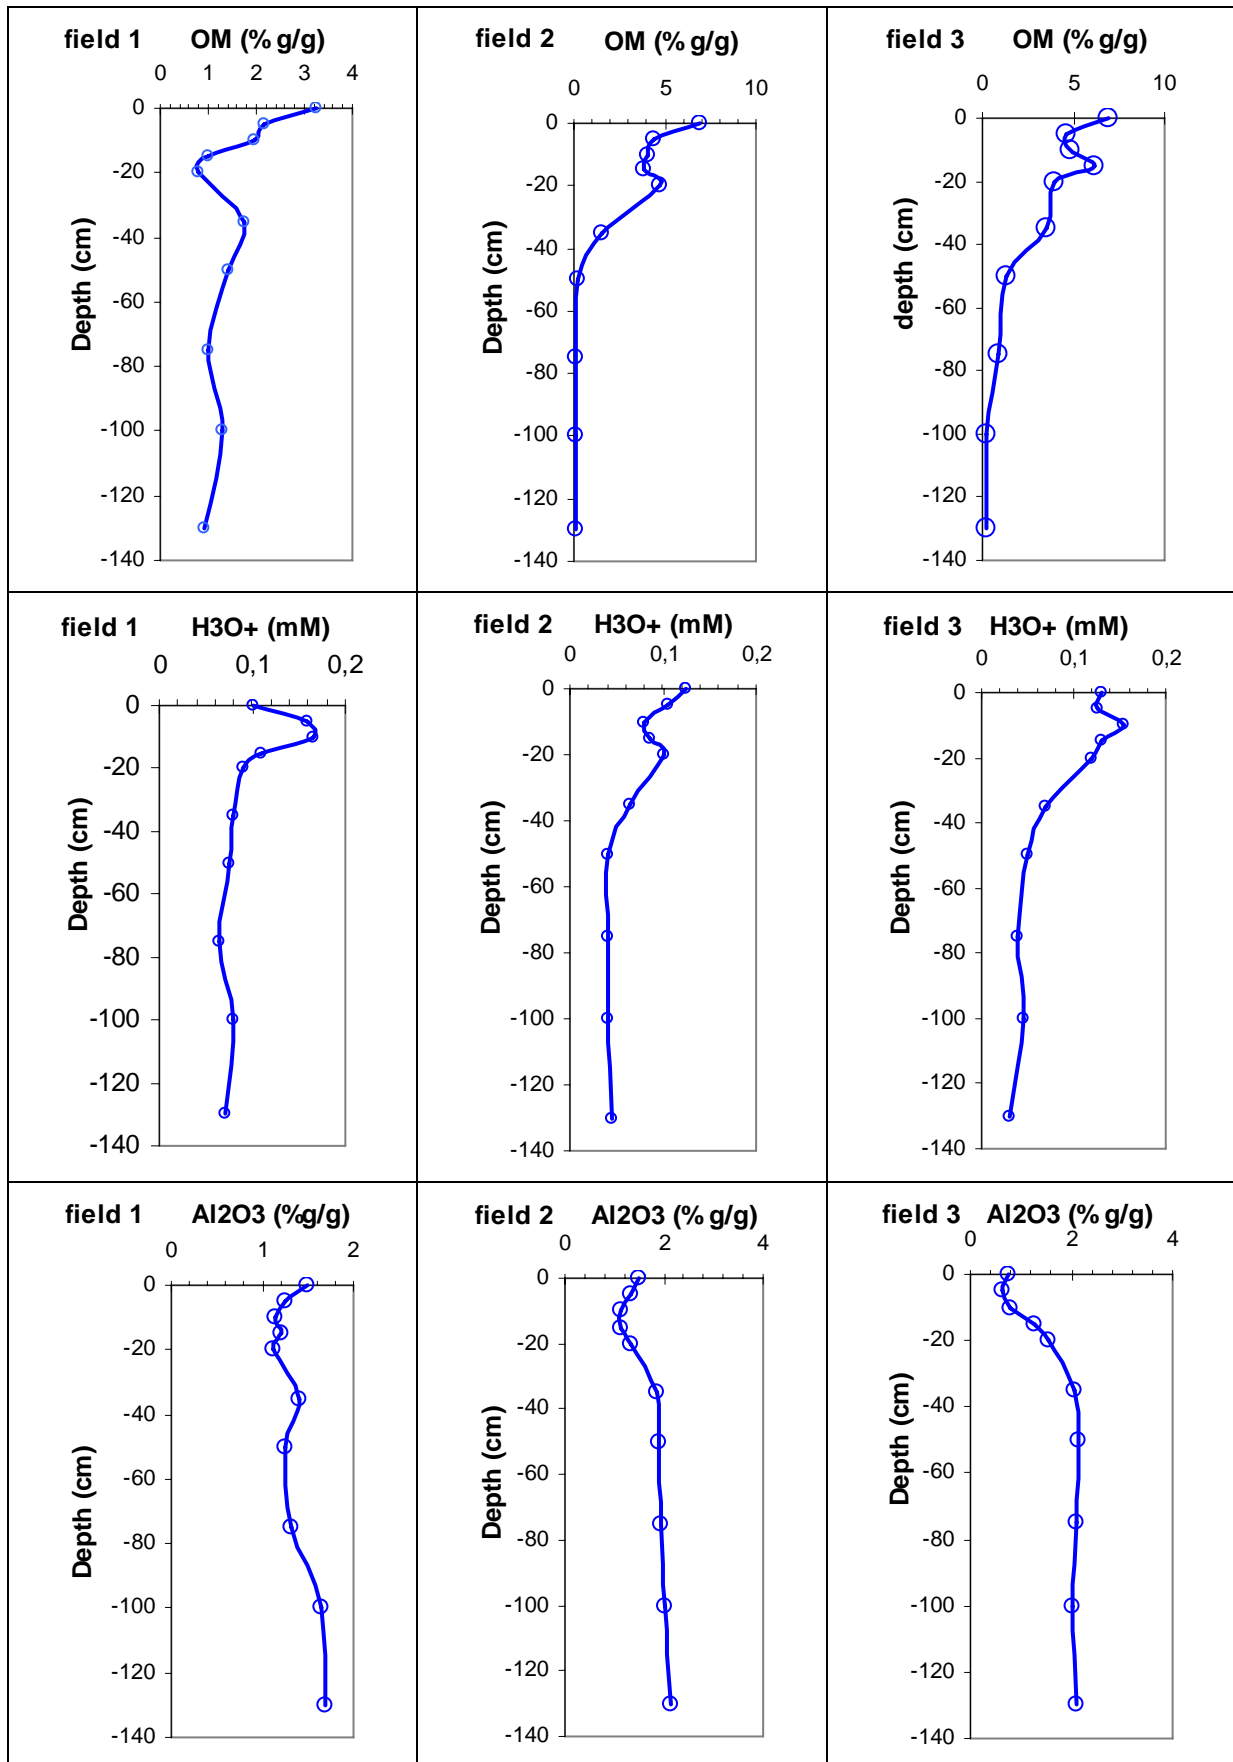 field 1 OM (% g/g)
0 1 2 3 4
0
-20
-40
-60
-80
-100
-120
-140
Depth (cm)
field 2 OM (% g/g)
0 5 10
0
-20
-40
-60
-80
-100
-120
-140
Depth (cm)
field 3 OM (% g/g)
0 5 10
0
-20
-40
-60
-80
-100
-120
-140
depth (cm)
field 1 H3O+ (mM)
0 0,1 0,2
0
-20
-40
-60
-80
-100
-120
-140
Depth (cm)
field 2 H3O+ (mM)
0 0,1 0,2
0
-20
-40
-60
-80
-100
-120
-140
Depth (cm)
field 3 H3O+ (mM)
0 0,1 0,2
0
-20
-40
-60
-80
-100
-120
-140
Depth (cm)
field 1 Al2O3 (%g/g)
0 1 2
0
-20
-40
-60
-80
-100
-120
-140
Depth (cm)
field 2 Al2O3 (% g/g)
0 2 4
0
-20
-40
-60
-80
-100
-120
-140
Depth (cm)
field 3 Al2O3 (% g/g)
0 2 4
0
-20
-40
-60
-80
-100
-120
-140
Depth (cm)